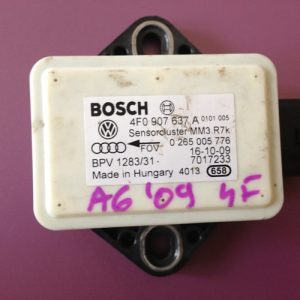 BOSCH
4F0 907 637 A 0101 005
Sensorcluster MM3.R7k
0 265 005 776
FOV 16-10-09
BPV 1283/31- 7017233
Made in Hungary 4013 658
A6 '09 4F